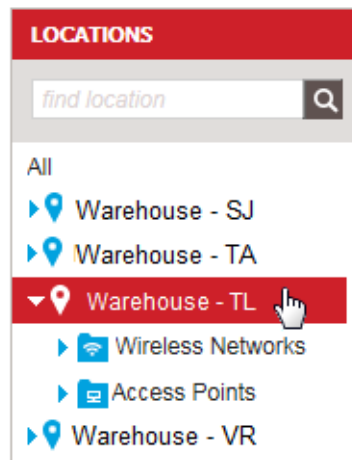 LOCATIONS
find location
All
Warehouse - SJ
Warehouse - TA
Warehouse - TL
Wireless Networks
Access Points
Warehouse - VR